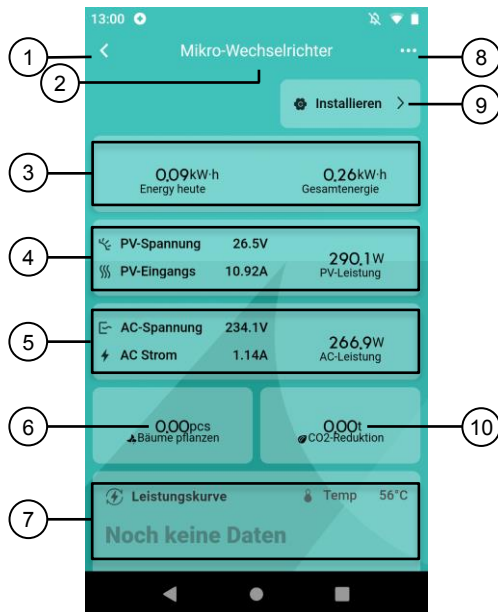 13:00
1
Mikro-Wechselrichter
8
2
Installieren
9
3
0,09kW·h
0,26kW·h
Energy heute
Gesamtenergie
4
PV-Spannung 26.5V
290,1W
PV-Eingangs 10.92A
PV-Leistung
5
AC-Spannung 234.1V
266,9W
AC Strom 1.14A
AC-Leistung
6
0,00pcs
0,00t
10
Bäume pflanzen
CO2-Reduktion
7
Leistungskurve
Temp 56°C
Noch keine Daten